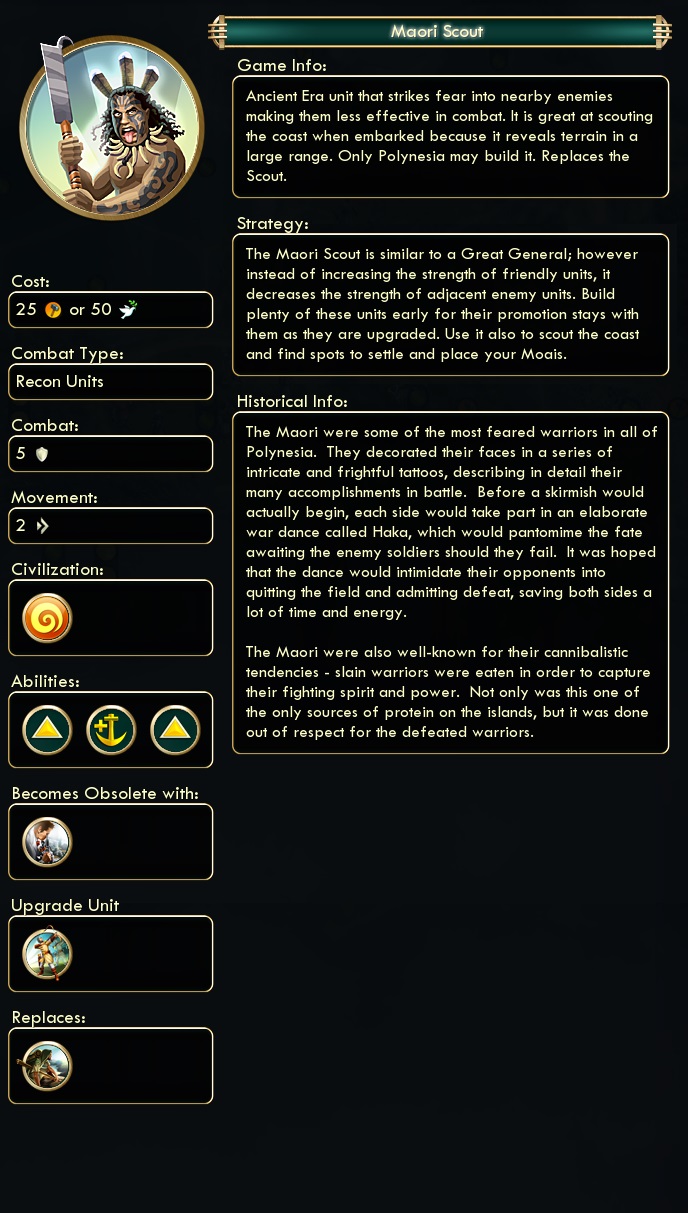 Maori Scout
Game Info:
Ancient Era unit that strikes fear into nearby enemies
making them less effective in combat. It is great at scouting
the coast when embarked because it reveals terrain in a
large range. Only Polynesia may build it. Replaces the
Scout.
Strategy:
The Maori Scout is similar to a Great General; however
instead of increasing the strength of friendly units, it
decreases the strength of adjacent enemy units. Build
plenty of these units early for their promotion stays with
them as they are upgraded. Use it also to scout the coast
and find spots to settle and place your Moais.
Historical Info:
The Maori were some of the most feared warriors in all of
Polynesia.  They decorated their faces in a series of
intricate and frightful tattoos, describing in detail their
many accomplishments in battle.  Before a skirmish would
actually begin, each side would take part in an elaborate
war dance called Haka, which would pantomime the fate
awaiting the enemy soldiers should they fail.  It was hoped
that the dance would intimidate their opponents into
quitting the field and admitting defeat, saving both sides a
lot of time and energy.
The Maori were also well-known for their cannibalistic
tendencies - slain warriors were eaten in order to capture
their fighting spirit and power.  Not only was this one of
the only sources of protein on the islands, but it was done
out of respect for the defeated warriors.
Cost:
25 or 50
Combat Type:
Recon Units
Combat:
5
Movement:
2
Civilization:
Abilities:
Becomes Obsolete with:
Upgrade Unit
Replaces: